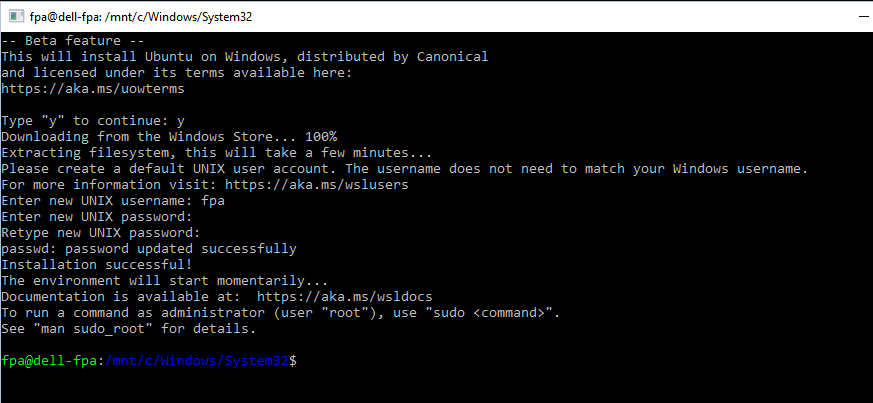 fpa@dell-fpa: /mnt/c/Windows/System32
-- Beta feature --
This will install Ubuntu on Windows, distributed by Canonical
and licensed under its terms available here:
https://aka.ms/uowterms
Type "y" to continue: y
Downloading from the Windows Store... 100%
Extracting filesystem, this will take a few minutes...
Please create a default UNIX user account. The username does not need to match your Windows username.
For more information visit: https://aka.ms/wslusers
Enter new UNIX username: fpa
Enter new UNIX password:
Retype new UNIX password:
passwd: password updated successfully
Installation successful!
The environment will start momentarily...
Documentation is available at:  https://aka.ms/wsldocs
To run a command as administrator (user "root"), use "sudo <command>".
See "man sudo_root" for details.
fpa@dell-fpa:/mnt/c/Windows/System32$